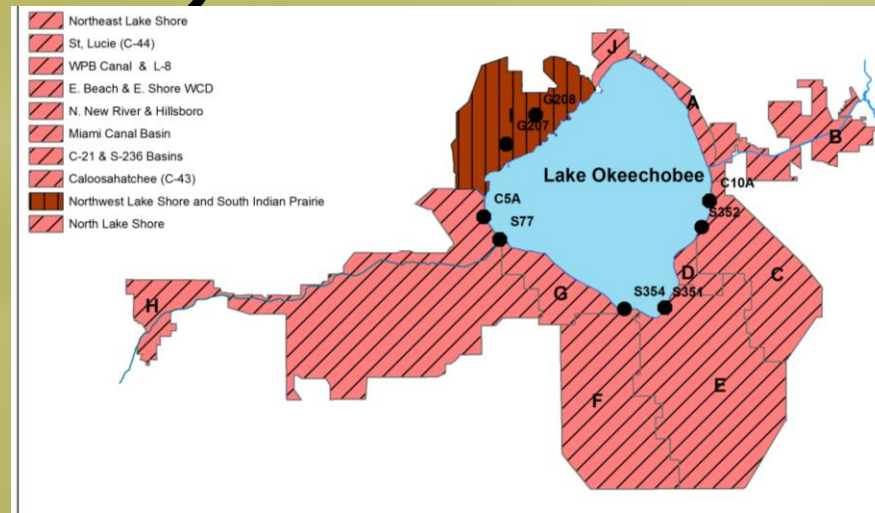 Northeast Lake Shore
St, Lucie (C-44)
WPB Canal & L-8
E. Beach & E. Shore WCD
N. New River & Hillsboro
Miami Canal Basin
C-21 & S-236 Basins
Caloosahatchee (C-43)
Northwest Lake Shore and South Indian Prairie
North Lake Shore
J
G208
I
G207
A
B
Lake Okeechobee
C10A
C5A
S352
S77
D
C
G
S354
S351
H
F
E